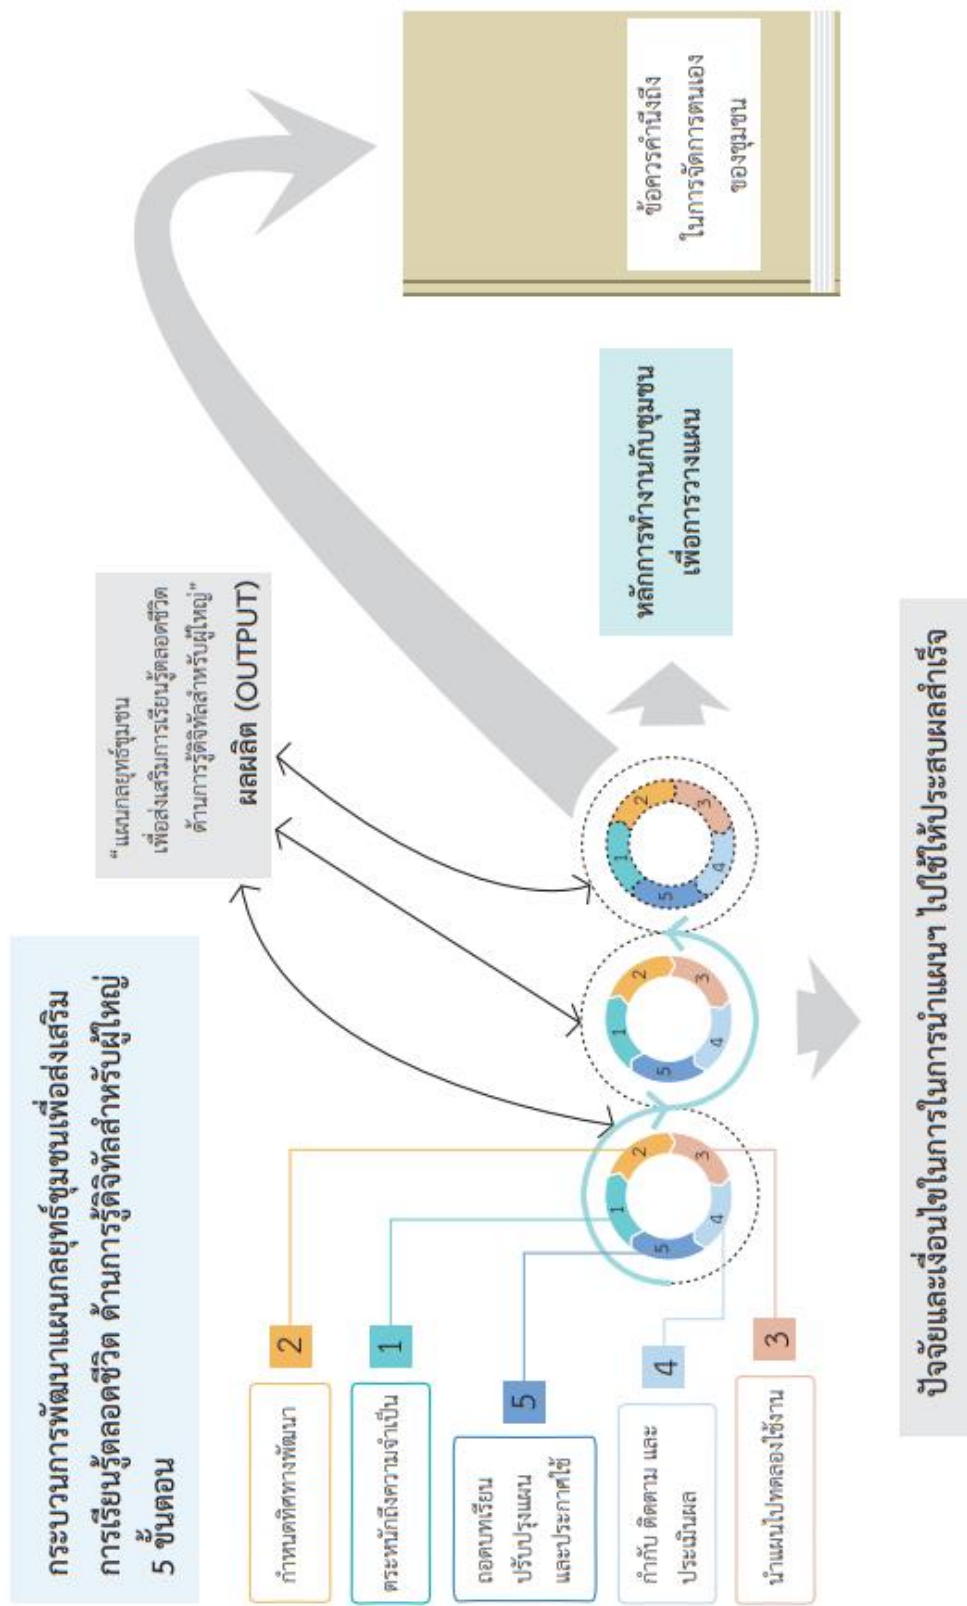 กระบวนการพัฒนาแผนกลยุทธ์ชุมชนเพื่อส่งเสริม
การเรียนรู้ตลอดชีวิต ด้านการรู้ดิจิทัลสำหรับผู้ใหญ่
5 ขั้นตอน
“แผนกลยุทธ์ชุมชน
เพื่อส่งเสริมการเรียนรู้ตลอดชีวิต
ด้านการรู้ดิจิทัลสำหรับผู้ใหญ่”
ผลผลิต (OUTPUT)
กำหนดทิศทางพัฒนา
2
ตระหนักถึงความจำเป็น
1
ถอดบทเรียน
ปรับปรุงแผน
และประกาศใช้
5
กำกับ ติดตาม และ
ประเมินผล
4
นำแผนไปทดลองใช้งาน
3
1
2
3
4
5
1
2
3
4
5
1
2
3
4
5
หลักการทำงานกับชุมชน
เพื่อการวางแผน
ข้อควรคำนึงถึง
ในการจัดการตนเอง
ของชุมชน
ปัจจัยและเงื่อนไขในการในการนำแผนฯ ไปใช้ให้ประสบผลสำเร็จ